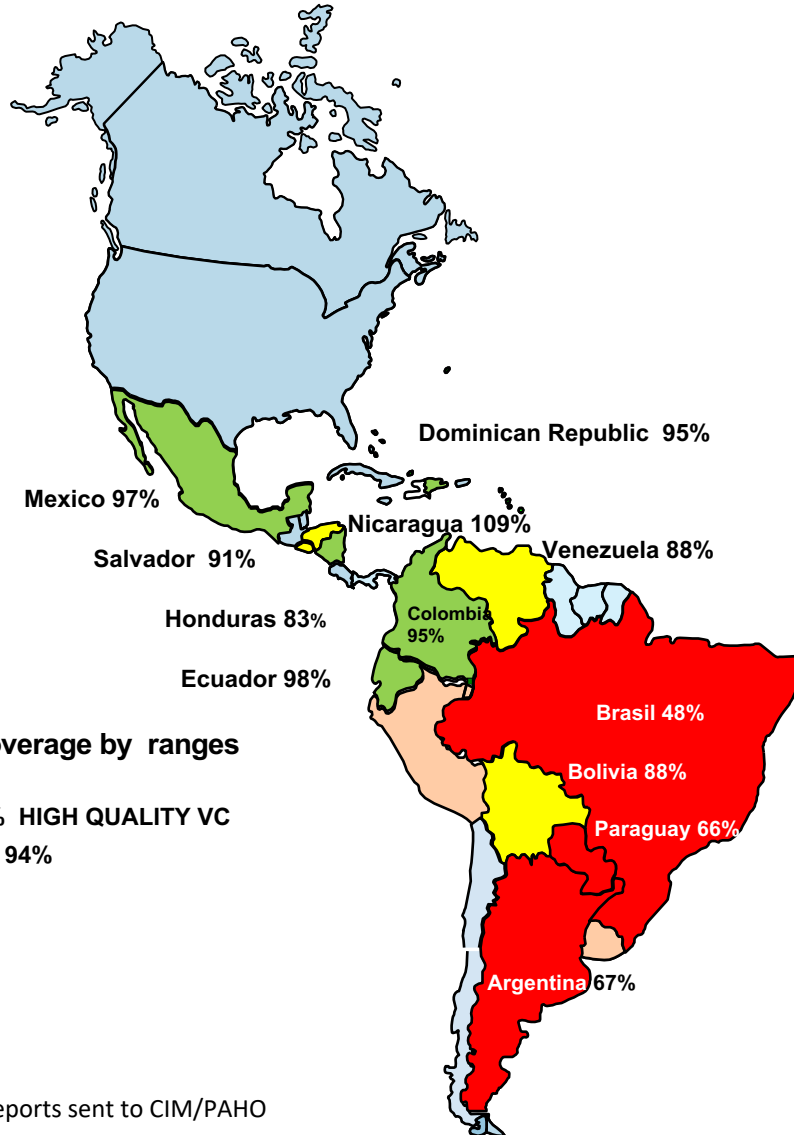 Dominican Republic 95%
Mexico 97%
Nicaragua 109%
Salvador 91%
Venezuela 88%
Honduras 83%
Colombia
95%
Ecuador 98%
Brasil 48%
overage by ranges
Bolivia 88%
% HIGH QUALITY VC
Paraguay 66%
94%
Argentina 67%
eports sent to CIM/PAHO